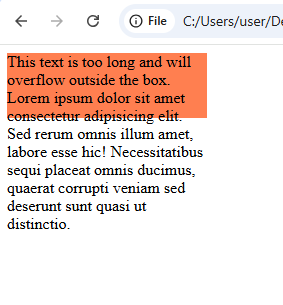 File
C:/Users/user/De
This text is too long and will
overflow outside the box.
Lorem ipsum dolor sit amet
consectetur adipisicing elit.
Sed rerum omnis illum amet,
labore esse hic! Necessitatibus
sequi placeat omnis ducimus,
quaerat corrupti veniam sed
deserunt sunt quasi ut
distinctio.